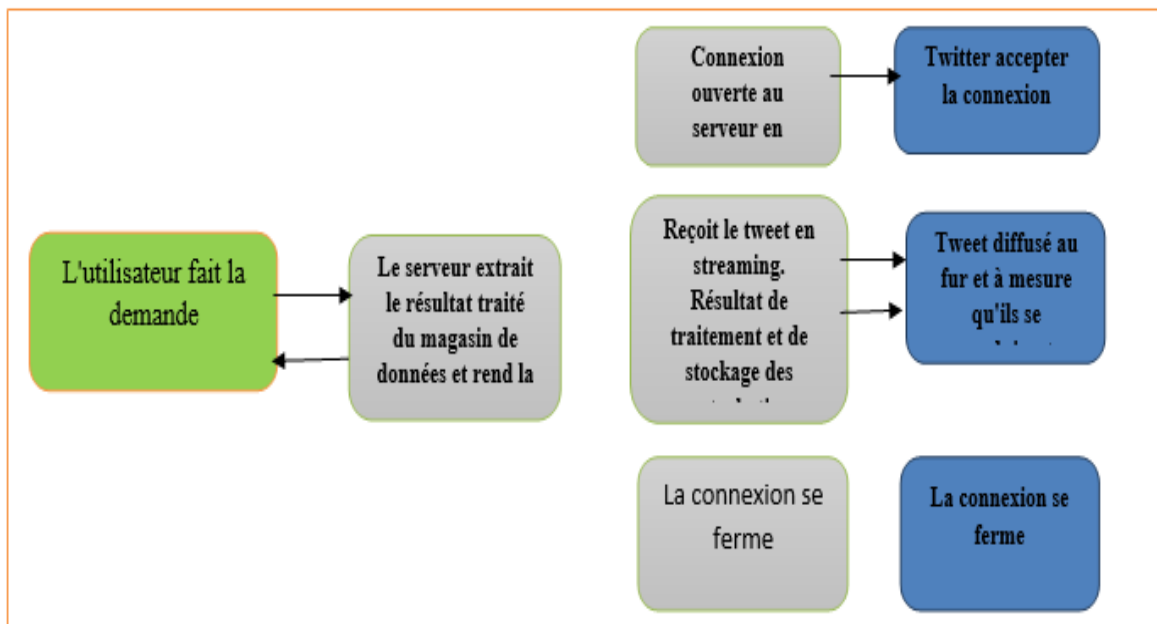 L'utilisateur fait la
demande
Le serveur extrait
le résultat traité
du magasin de
données et rend la
Connexion
ouverte au
serveur en
Twitter accepter
la connexion
Reçoit le tweet en
streaming.
Résultat de
traitement et de
stockage des
Tweet diffusé au
fur et à mesure
qu'ils se
La connexion se
ferme
La connexion se
ferme